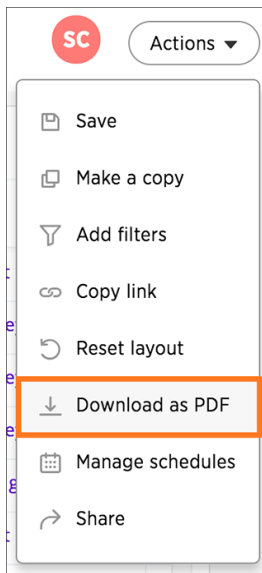 SC
Actions
Save
Make a copy
Add filters
Copy link
Reset layout
Download as PDF
Manage schedules
Share